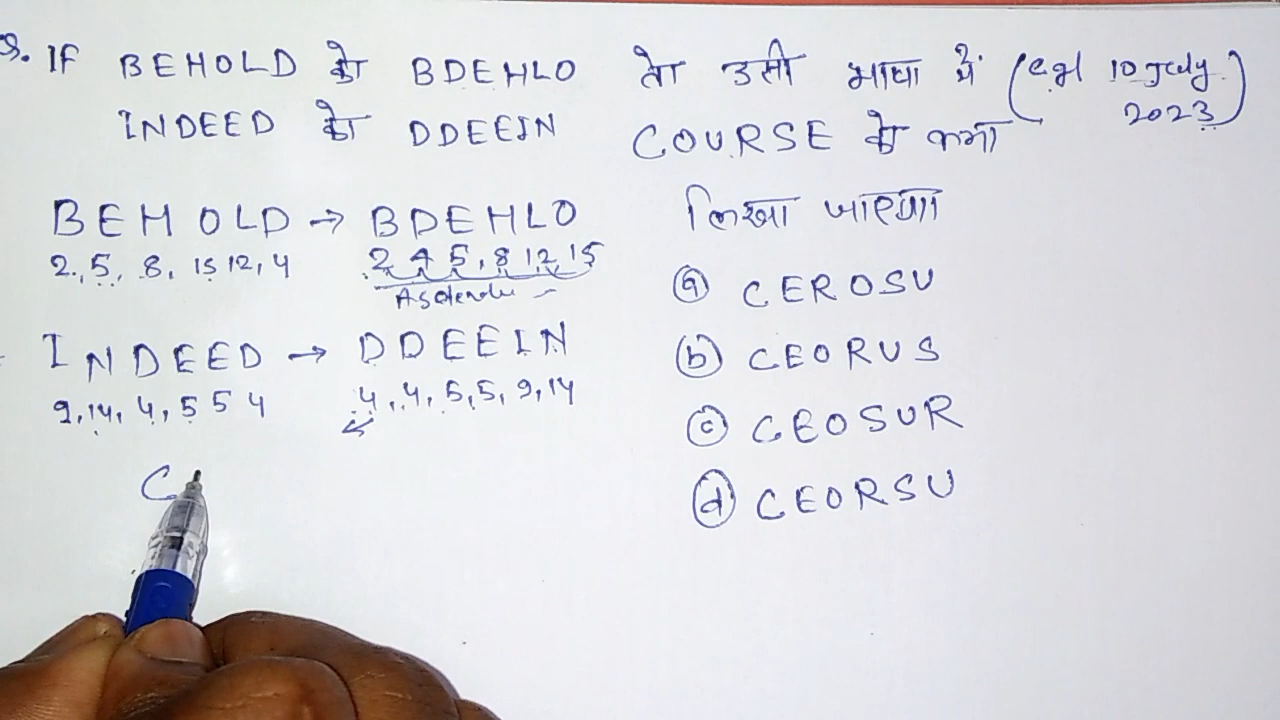 Q. IF BEHOLD को BDEHLO तो उसी भाषा में (cgl 10 July 2023)
INDEED को DDEEIN COURSE को क्या
लिखा जाएगा
BEHOLD → BDEHLO
2, 5, 8, 15 12, 4 2 4 5, 8 12 15
INDEED → DDEEIN
9, 14, 4, 5 5 4 4, 4, 5, 5, 9, 14
C
(a) CEROSU
(b) CEORUS
(c) CEOSUR
(d) CEORSU